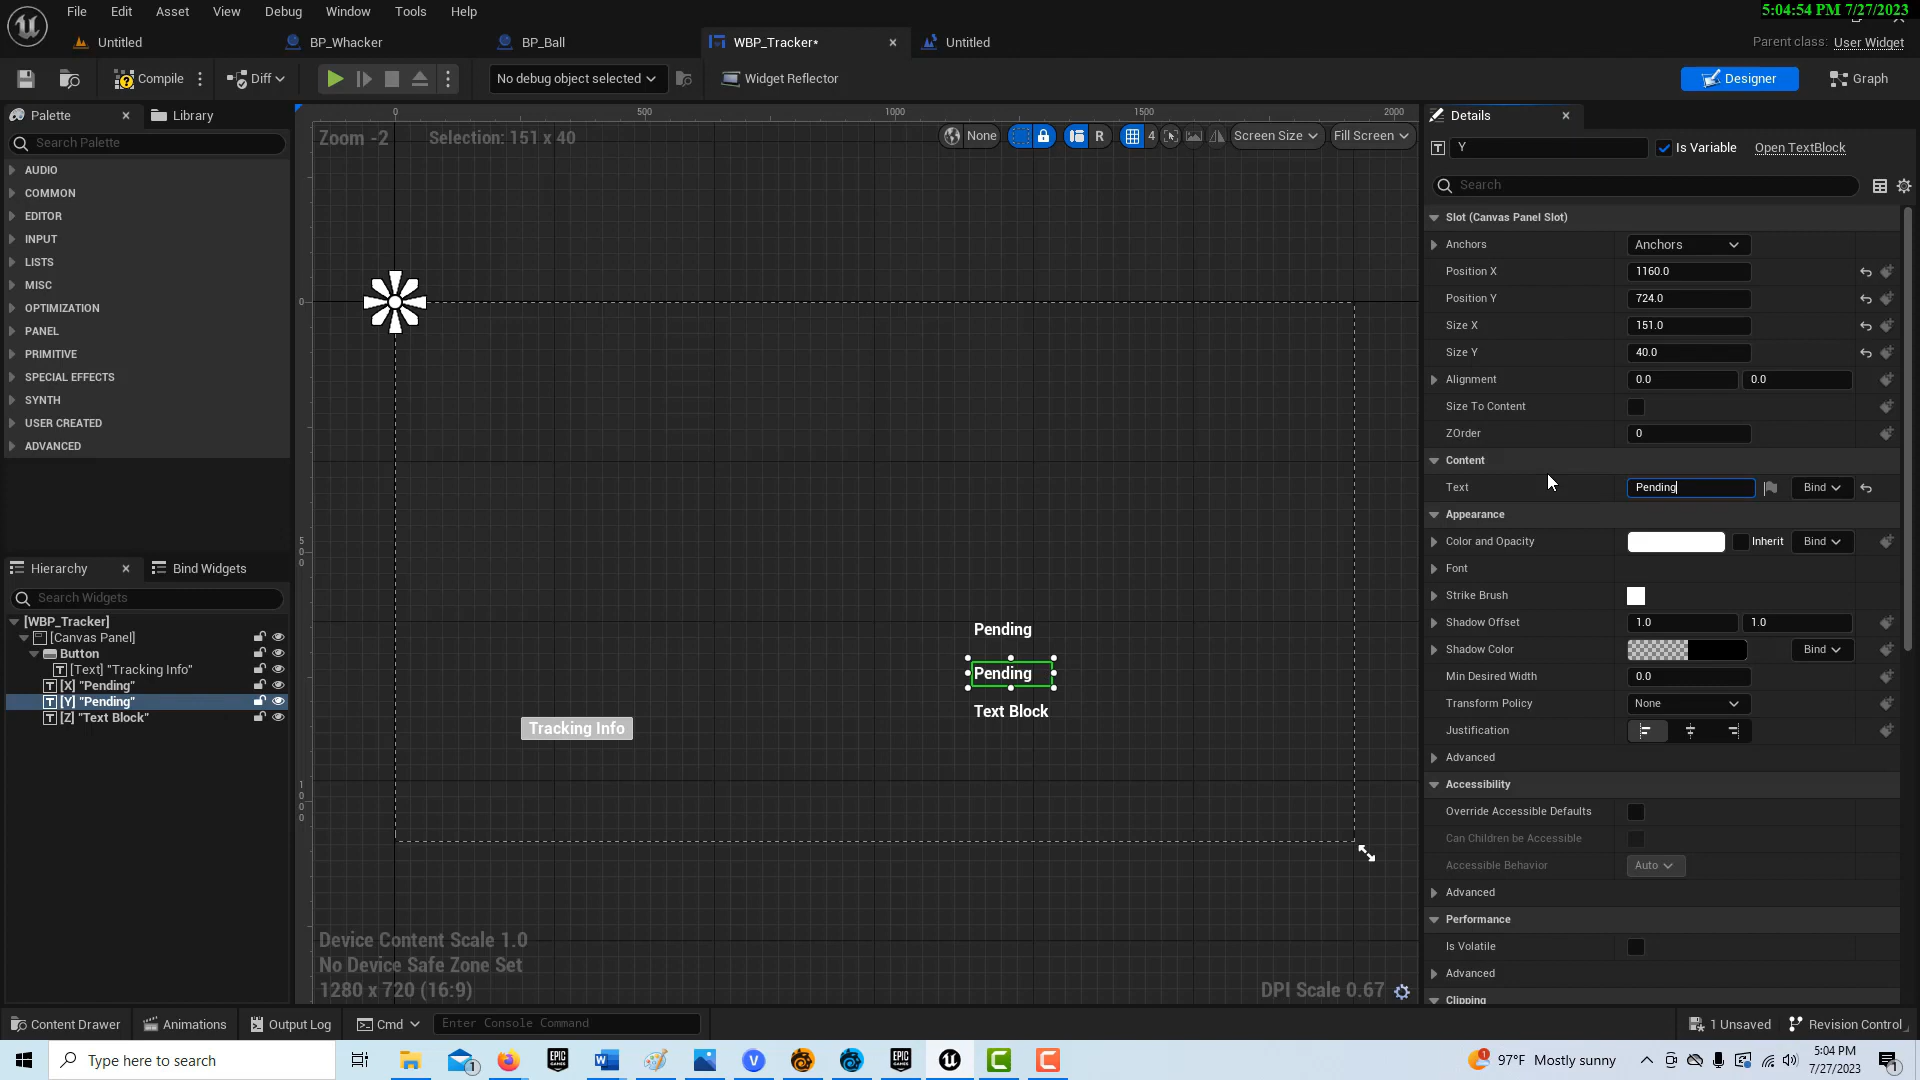 5:04:54 PM 7/27/2023
File Edit Asset View Debug Window Tools Help
Untitled BP_Whacker BP_Ball WBP_Tracker* Untitled
Parent class: User Widget
Compile Diff No debug object selected Widget Reflector Designer Graph
Palette Library
Search Palette
AUDIO
COMMON
EDITOR
INPUT
LISTS
MISC
OPTIMIZATION
PANEL
PRIMITIVE
SPECIAL EFFECTS
SYNTH
USER CREATED
ADVANCED
Hierarchy Bind Widgets
Search Widgets
[WBP_Tracker]
[Canvas Panel]
Button
[Text] "Tracking Info"
[X] "Pending"
[Y] "Pending"
[Z] "Text Block"
0 500 1000 1500 2000
Zoom -2 Selection: 151 x 40
None R 4 Screen Size Fill Screen
0
500
1000
Pending
Pending
Text Block
Tracking Info
Device Content Scale 1.0
No Device Safe Zone Set
1280 x 720 (16:9)
DPI Scale 0.67
Details
Y Is Variable Open TextBlock
Search
Slot (Canvas Panel Slot)
Anchors Anchors
Position X 1160.0
Position Y 724.0
Size X 151.0
Size Y 40.0
Alignment 0.0 0.0
Size To Content
ZOrder 0
Content
Text Pending Bind
Appearance
Color and Opacity Inherit Bind
Font
Strike Brush
Shadow Offset 1.0 1.0
Shadow Color Bind
Min Desired Width 0.0
Transform Policy None
Justification
Advanced
Accessibility
Override Accessible Defaults
Can Children be Accessible
Accessible Behavior Auto
Advanced
Performance
Is Volatile
Advanced
Clipping
Content Drawer Animations Output Log Cmd Enter Console Command 1 Unsaved Revision Control
Type here to search
97°F Mostly sunny
5:04 PM
7/27/2023